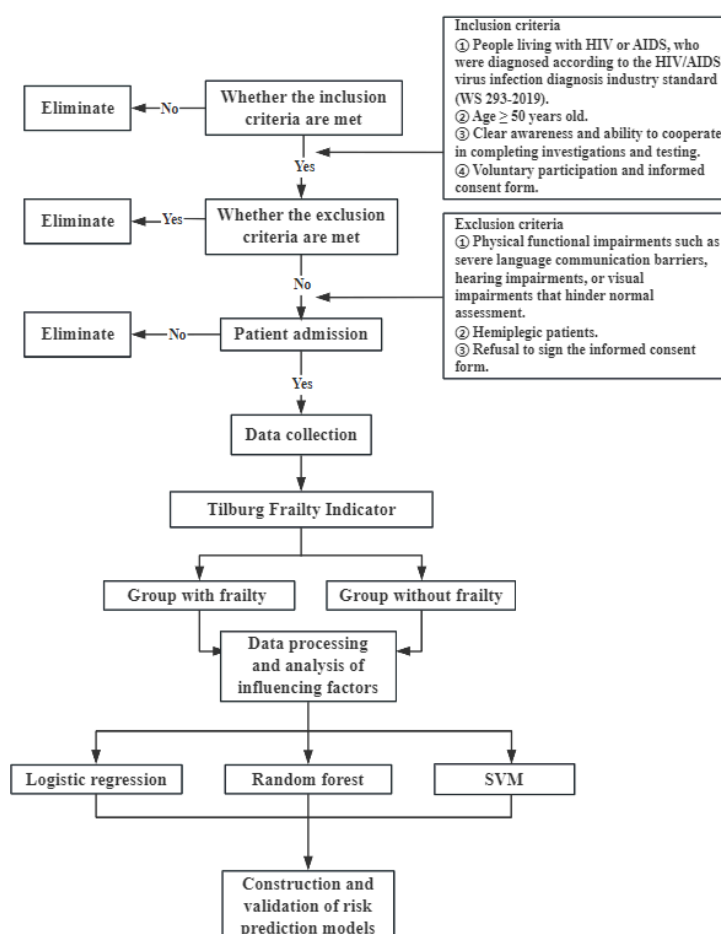 Inclusion criteria
① People living with HIV or AIDS, who
were diagnosed according to the HIV/AIDS
virus infection diagnosis industry standard
(WS 293-2019).
② Age ≥ 50 years old.
③ Clear awareness and ability to cooperate
in completing investigations and testing.
④ Voluntary participation and informed
consent form.
Eliminate
No
Whether the inclusion
criteria are met
Yes
Eliminate
Yes
Whether the exclusion
criteria are met
Exclusion criteria
① Physical functional impairments such as
severe language communication barriers,
hearing impairments, or visual
impairments that hinder normal
assessment.
② Hemiplegic patients.
③ Refusal to sign the informed consent
form.
No
Eliminate
No
Patient admission
Yes
Data collection
Tilburg Frailty Indicator
Group with frailty
Group without frailty
Data processing
and analysis of
influencing factors
Logistic regression
Random forest
SVM
Construction and
validation of risk
prediction models